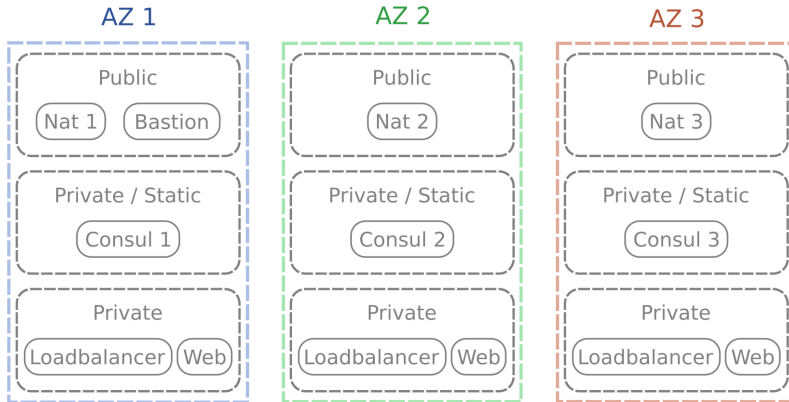 AZ 1
AZ 2
AZ 3
Public
Nat 1
Bastion
Private / Static
Consul 1
Private
Loadbalancer
Web
Public
Nat 2
Private / Static
Consul 2
Private
Loadbalancer
Web
Public
Nat 3
Private / Static
Consul 3
Private
Loadbalancer
Web